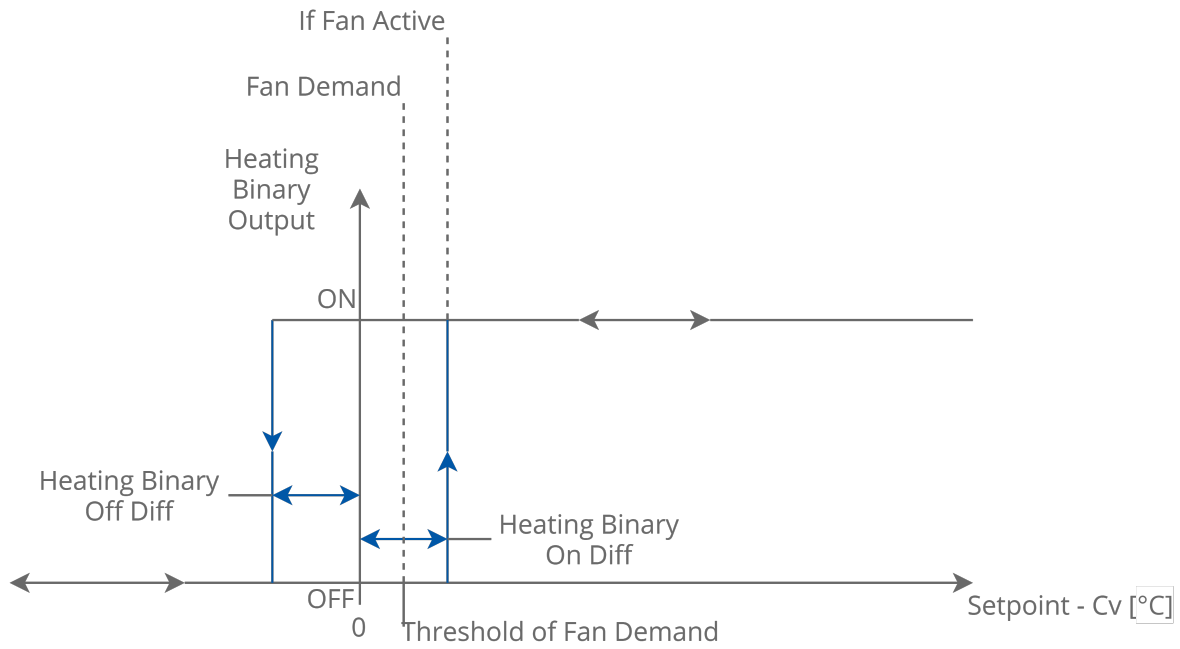 If Fan Active
Fan Demand
Heating
Binary
Output
ON
Heating Binary
Off Diff
Heating Binary
On Diff
OFF
0
Threshold of Fan Demand
Setpoint - Cv [°C]